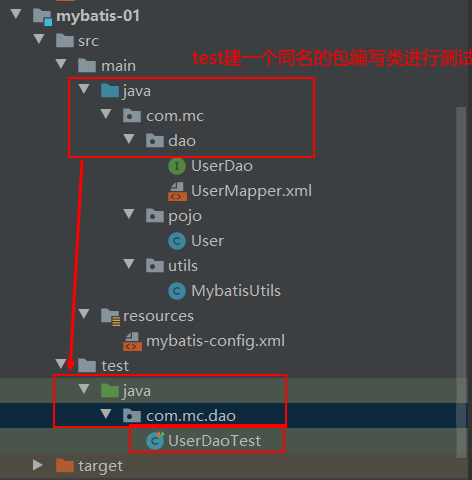 mybatis-01
src
main
test建一个同名的包编写类进行测试
java
com.mc
dao
UserDao
UserMapper.xml
pojo
User
utils
MybatisUtils
resources
mybatis-config.xml
test
java
com.mc.dao
UserDaoTest
target